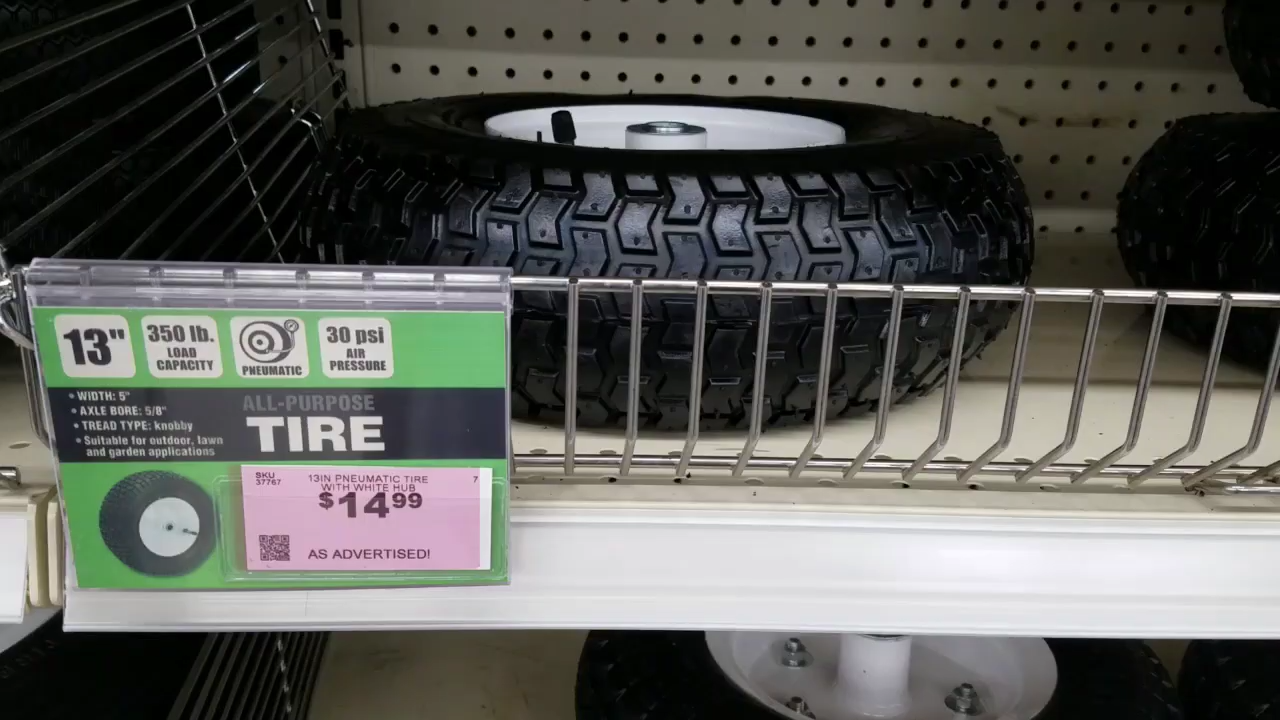 13"
350 lb.
LOAD
CAPACITY
PNEUMATIC
30 psi
AIR
PRESSURE
• WIDTH: 5"
• AXLE BORE: 5/8"
• TREAD TYPE: knobby
• Suitable for outdoor, lawn
and garden applications
ALL-PURPOSE
TIRE
SKU
37767
13IN PNEUMATIC TIRE
WITH WHITE HUB
7
$14.99
AS ADVERTISED!